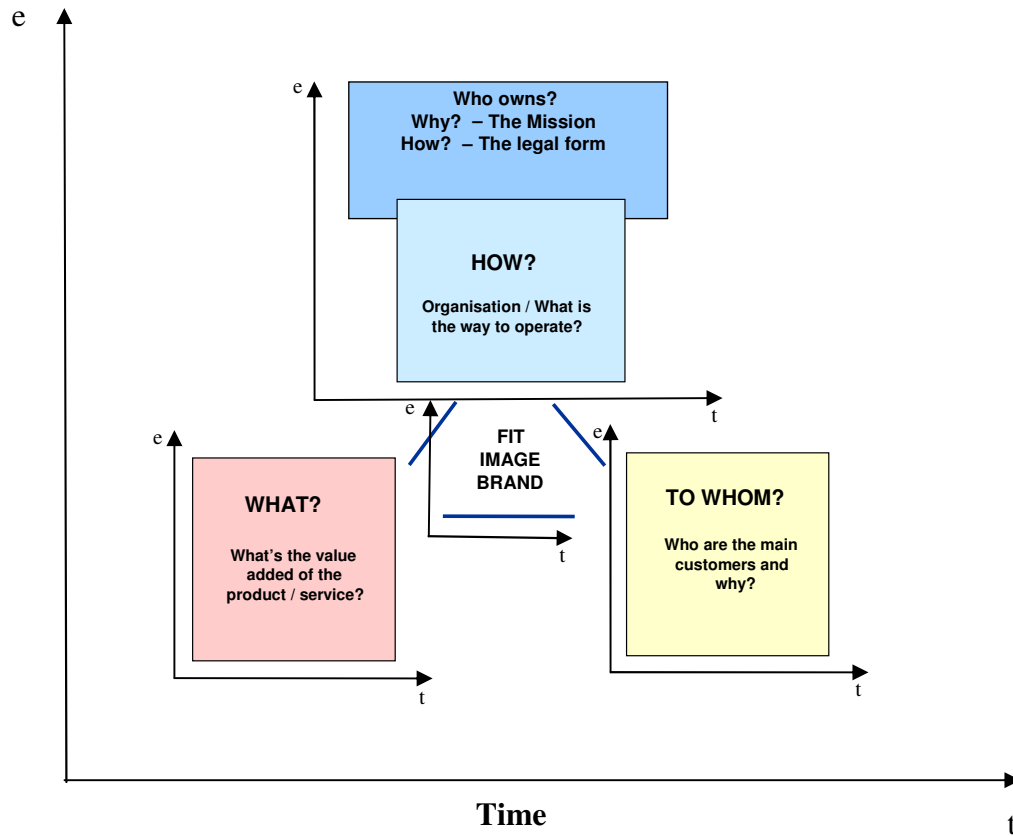 e
e
Who owns?
Why? – The Mission
How? – The legal form
HOW?
Organisation / What is
the way to operate?
t
e
FIT
IMAGE
BRAND
t
e
WHAT?
What's the value
added of the
product / service?
t
e
TO WHOM?
Who are the main
customers and
why?
t
Time
t